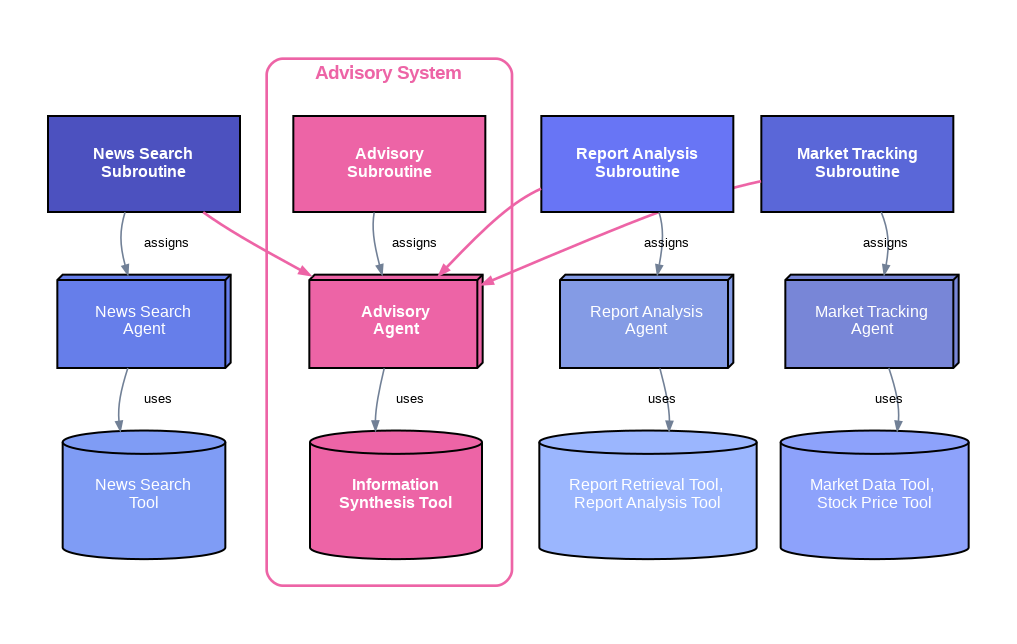 Advisory System
News Search
Subroutine
Advisory
Subroutine
Report Analysis
Subroutine
Market Tracking
Subroutine
assigns
assigns
assigns
assigns
News Search
Agent
Advisory
Agent
Report Analysis
Agent
Market Tracking
Agent
uses
uses
uses
uses
News Search
Tool
Information
Synthesis Tool
Report Retrieval Tool,
Report Analysis Tool
Market Data Tool,
Stock Price Tool